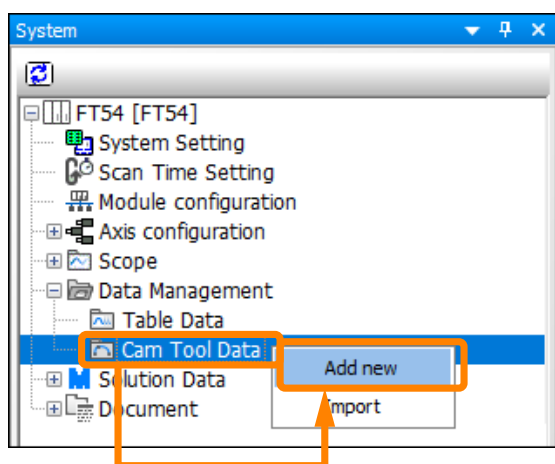 System
FT54 [FT54]
System Setting
Scan Time Setting
Module configuration
Axis configuration
Scope
Data Management
Table Data
Cam Tool Data
Add new
Solution Data
Import
Document